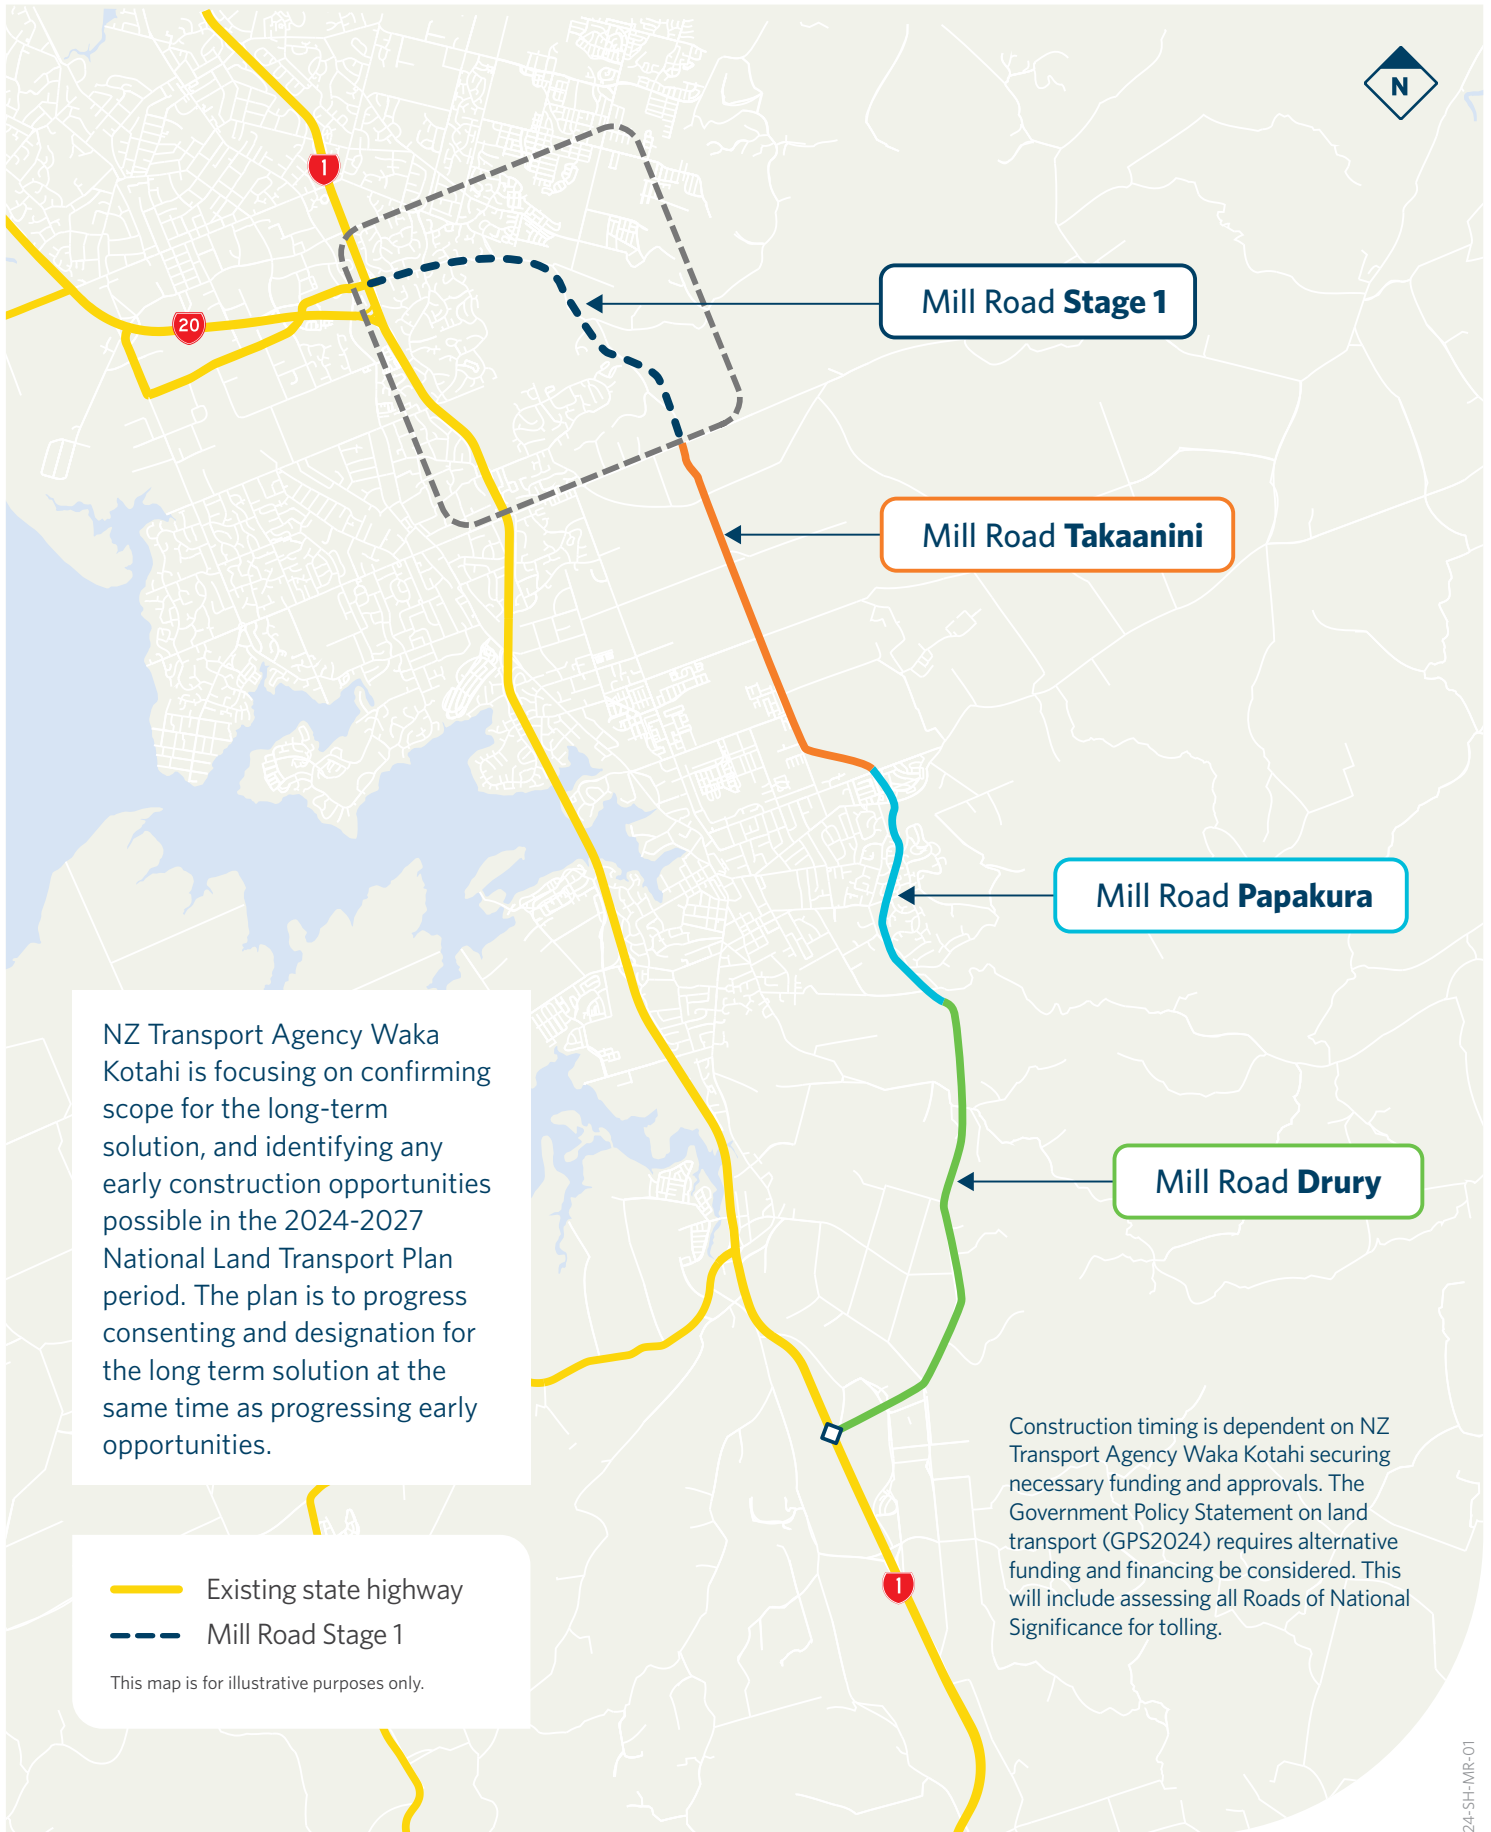 N
1
Mill Road Stage 1
20
Mill Road Takaanini
Mill Road Papakura
NZ Transport Agency Waka
Kotahi is focusing on confirming
scope for the long-term
solution, and identifying any
early construction opportunities
possible in the 2024-2027
National Land Transport Plan
period. The plan is to progress
consenting and designation for
the long term solution at the
same time as progressing early
opportunities.
Mill Road Drury
Construction timing is dependent on NZ
Transport Agency Waka Kotahi securing
necessary funding and approvals. The
Government Policy Statement on land
transport (GPS2024) requires alternative
funding and financing be considered. This
will include assessing all Roads of National
Significance for tolling.
1
Existing state highway
Mill Road Stage 1
This map is for illustrative purposes only.
24-SH-MR-01